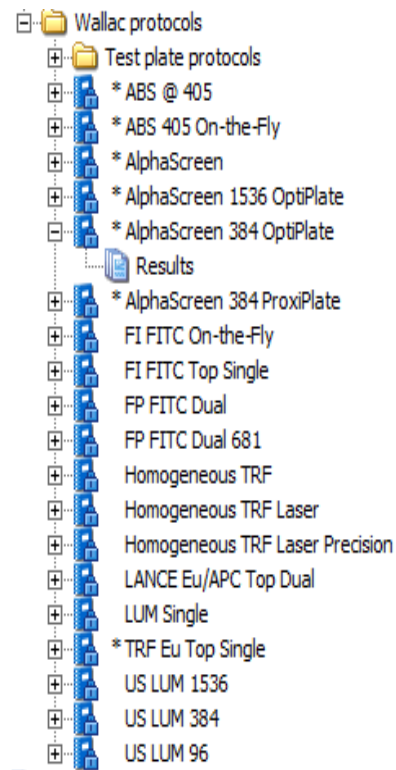 Wallac protocols
Test plate protocols
* ABS @ 405
* ABS 405 On-the-Fly
* AlphaScreen
* AlphaScreen 1536 OptiPlate
* AlphaScreen 384 OptiPlate
Results
* AlphaScreen 384 ProxiPlate
FI FITC On-the-Fly
FI FITC Top Single
FP FITC Dual
FP FITC Dual 681
Homogeneous TRF
Homogeneous TRF Laser
Homogeneous TRF Laser Precision
LANCE Eu/APC Top Dual
LUM Single
* TRF Eu Top Single
US LUM 1536
US LUM 384
US LUM 96